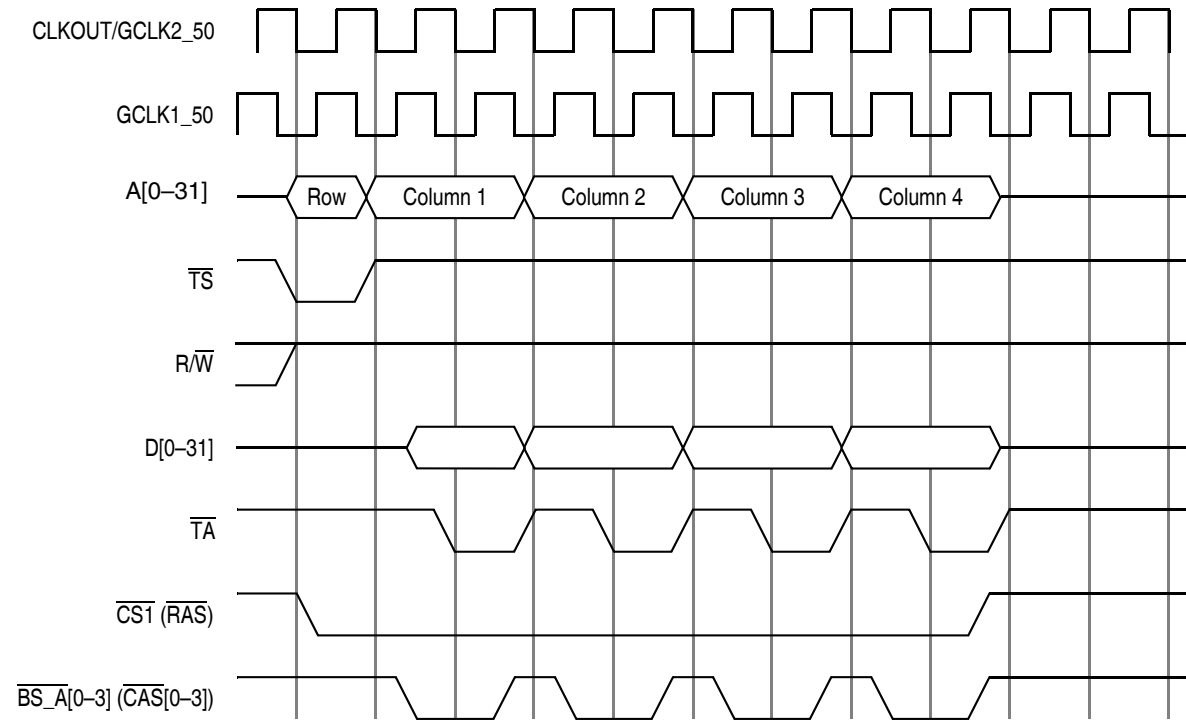 CLKOUT/GCLK2_50
GCLK1_50
A[0–31]
Row
Column 1
Column 2
Column 3
Column 4
TS
R/W
D[0–31]
TA
CS1 (RAS)
BS_A[0–3] (CAS[0–3])